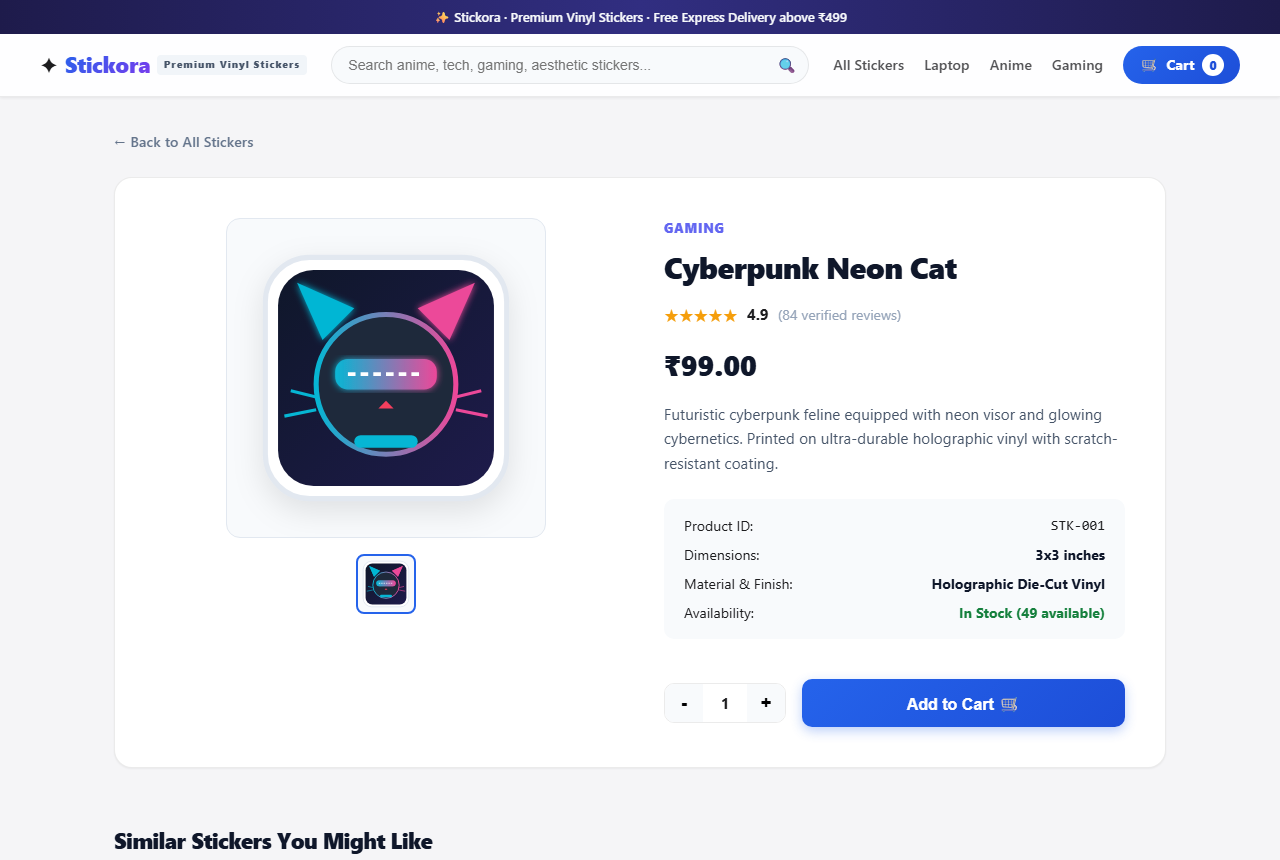 ✨ Stickora · Premium Vinyl Stickers · Free Express Delivery above ₹499
✦ Stickora Premium Vinyl Stickers
Search anime, tech, gaming, aesthetic stickers... 🔍
All Stickers Laptop Anime Gaming
🛒 Cart 0
← Back to All Stickers
GAMING
Cyberpunk Neon Cat
★★★★★ 4.9 (84 verified reviews)
₹99.00
Futuristic cyberpunk feline equipped with neon visor and glowing
cybernetics. Printed on ultra-durable holographic vinyl with scratch-
resistant coating.
Product ID: STK-001
Dimensions: 3x3 inches
Material & Finish: Holographic Die-Cut Vinyl
Availability: In Stock (49 available)
- 1 +
Add to Cart 🛒
Similar Stickers You Might Like